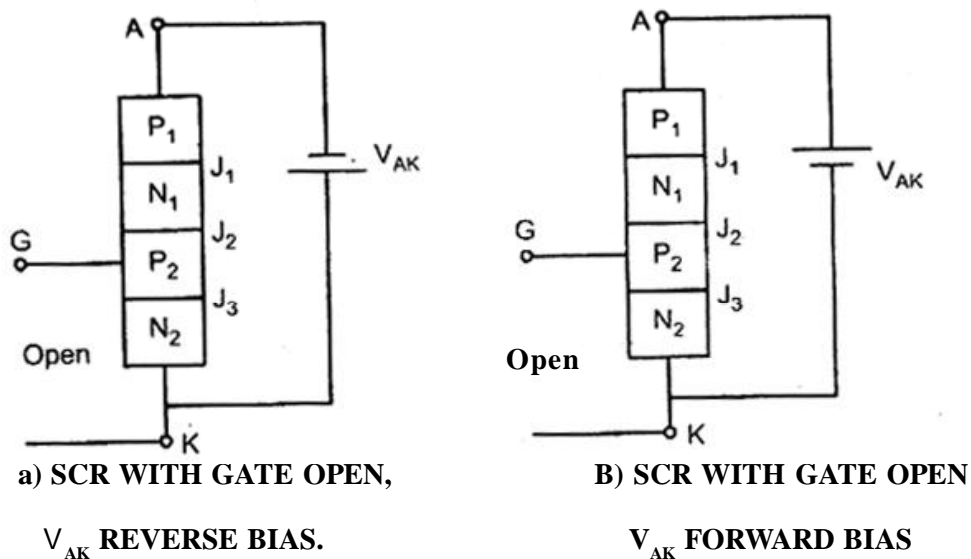 A
P1
J1
N1
J2
G
P2
J3
N2
Open
K
VAK
a) SCR WITH GATE OPEN,
VAK REVERSE BIAS.
A
P1
J1
N1
J2
G
P2
J3
N2
Open
K
VAK
B) SCR WITH GATE OPEN
VAK FORWARD BIAS